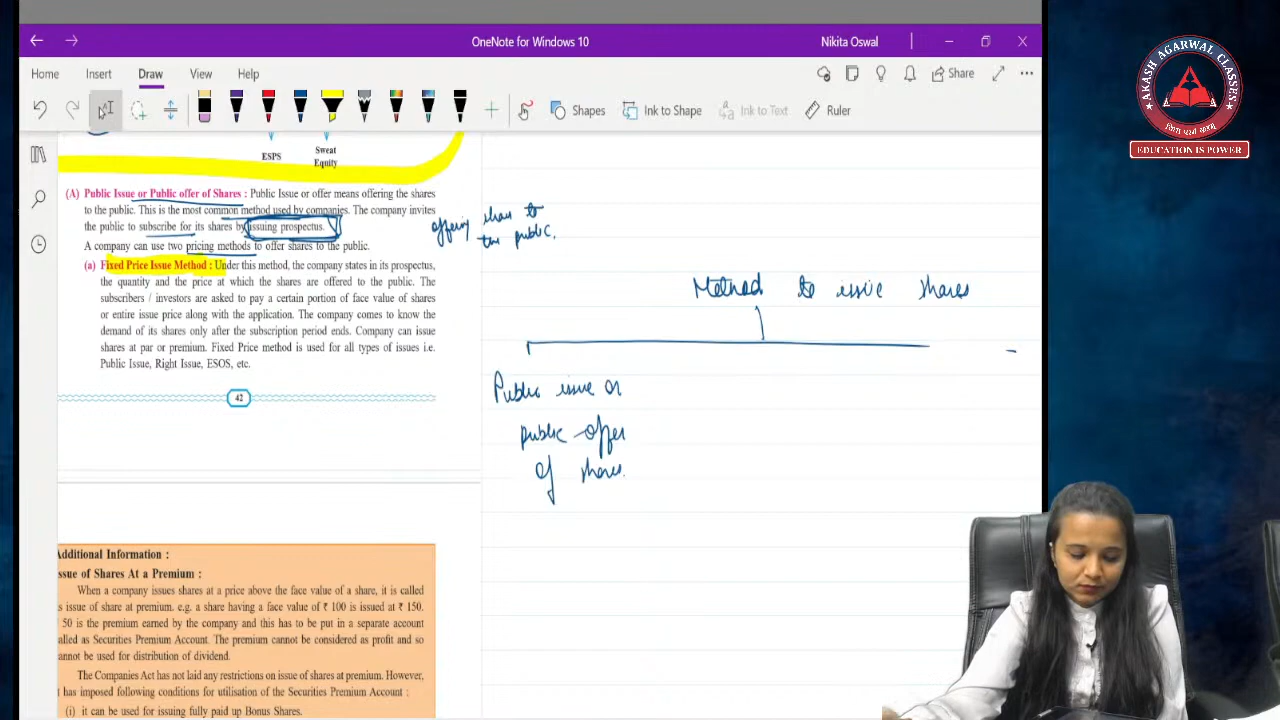 OneNote for Windows 10
Nikita Oswal
Home Insert Draw View Help
Share
Shapes
Ink to Shape
Ink to Text
Ruler
ESPS
Sweat
Equity
(A) Public Issue or Public offer of Shares : Public Issue or offer means offering the shares
to the public. This is the most common method used by companies. The company invites
the public to subscribe for its shares by issuing prospectus.
A company can use two pricing methods to offer shares to the public.
(a) Fixed Price Issue Method : Under this method, the company states in its prospectus,
the quantity and the price at which the shares are offered to the public. The
subscribers / investors are asked to pay a certain portion of face value of shares
or entire issue price along with the application. The company comes to know the
demand of its shares only after the subscription period ends. Company can issue
shares at par or premium. Fixed Price method is used for all types of issues i.e.
Public Issue, Right Issue, ESOS, etc.
42
offering share to
the public.
Method to issue shares
Public issue or
public offer
of shares.
Additional Information :
ssue of Shares At a Premium :
When a company issues shares at a price above the face value of a share, it is called
s issue of share at premium. e.g. a share having a face value of ₹ 100 is issued at ₹ 150.
50 is the premium earned by the company and this has to be put in a separate account
alled as Securities Premium Account. The premium cannot be considered as profit and so
annot be used for distribution of dividend.
The Companies Act has not laid any restrictions on issue of shares at premium. However,
t has imposed following conditions for utilisation of the Securities Premium Account :
(i) it can be used for issuing fully paid up Bonus Shares.
AKASH AGARWAL CLASSES
EDUCATION IS POWER